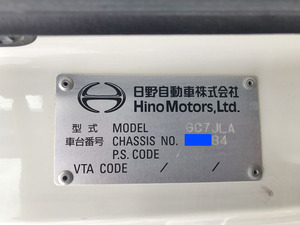 日野自動車株式会社
Hino Motors, Ltd.
型式 MODEL GC7JLA
車台番号 CHASSIS NO. 84
P.S. CODE /
VTA CODE / /